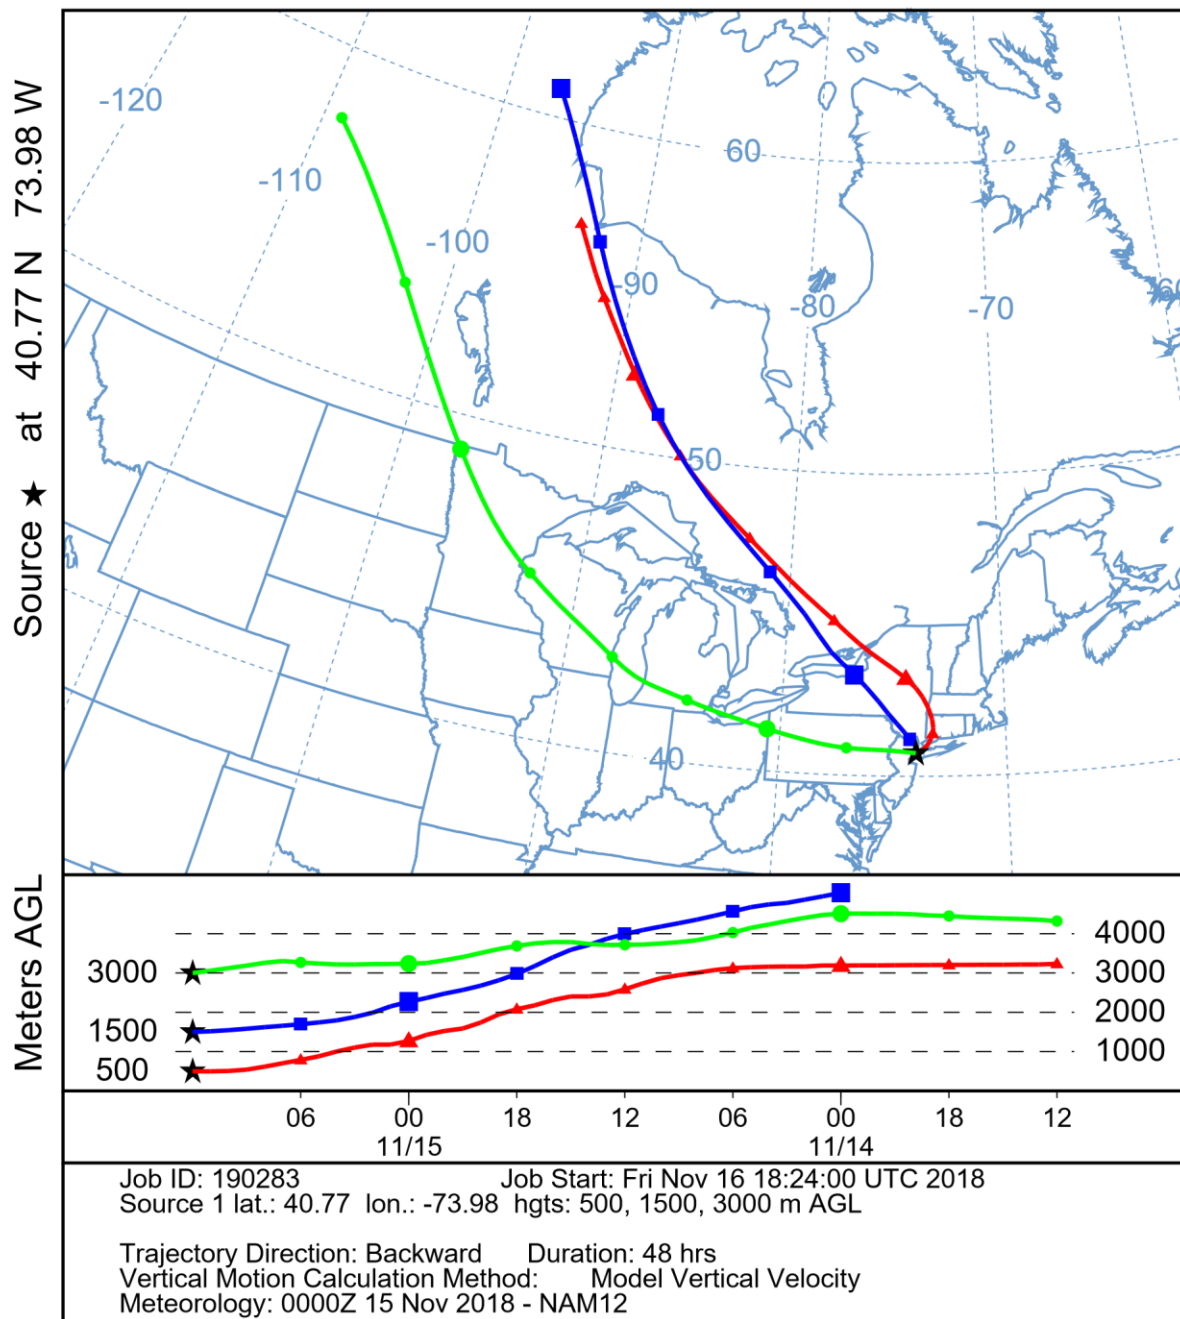 Source ★ at 40.77 N 73.98 W
-120
-110
-100
60
-90
-80
-70
-60
50
40
Meters AGL
3000
1500
500
4000
3000
2000
1000
06 00 18 12 06 00 18 12
11/15 11/14
Job ID: 190283 Job Start: Fri Nov 16 18:24:00 UTC 2018
Source 1 lat.: 40.77 lon.: -73.98 hgts: 500, 1500, 3000 m AGL
Trajectory Direction: Backward Duration: 48 hrs
Vertical Motion Calculation Method: Model Vertical Velocity
Meteorology: 0000Z 15 Nov 2018 - NAM12